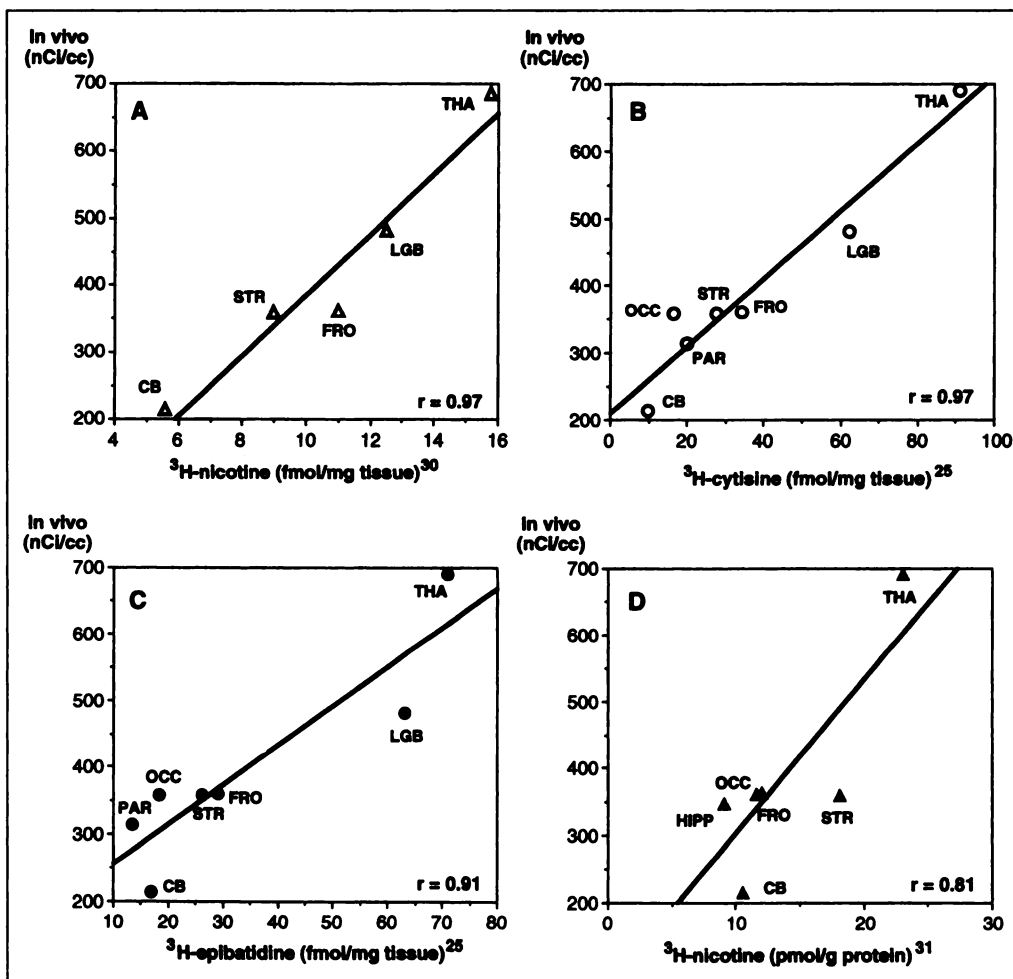 In vivo
(nCi/cc)
A
700
600
500
400
300
200
THA
LGB
STR
FRO
CB
r = 0.97
4 6 8 10 12 14 16
³H-nicotine (fmol/mg tissue)³⁰
In vivo
(nCi/cc)
B
700
600
500
400
300
200
THA
LGB
OCC
STR
FRO
PAR
CB
r = 0.97
0 20 40 60 80 100
³H-cytisine (fmol/mg tissue)²⁵
In vivo
(nCi/cc)
C
700
600
500
400
300
200
THA
LGB
OCC
PAR
STR
FRO
CB
r = 0.91
10 20 30 40 50 60 70 80
³H-epibatidine (fmol/mg tissue)²⁵
In vivo
(nCi/cc)
D
700
600
500
400
300
200
THA
OCC
HIPP
FRO
STR
CB
r = 0.81
0 10 20 30
³H-nicotine (pmol/g protein)³¹